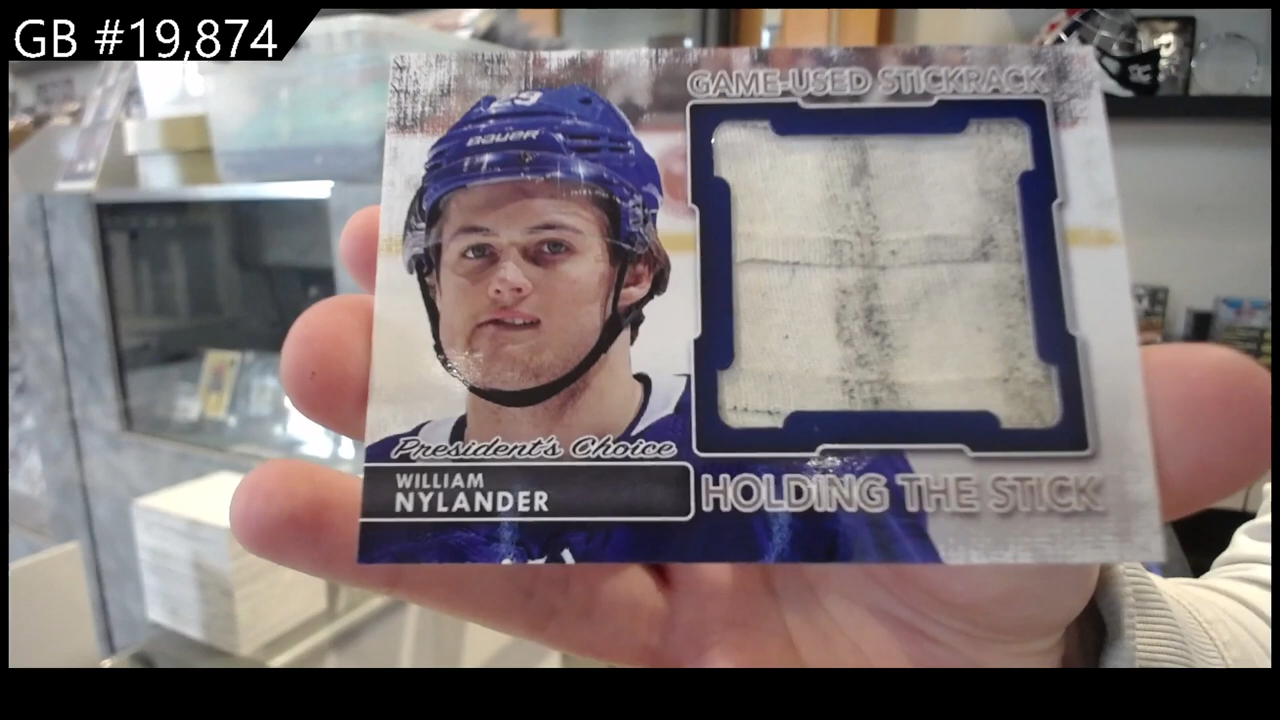 GB #19,874
GAME-USED STICKRACK
BAUER
President's Choice
WILLIAM
NYLANDER
HOLDING THE STICK